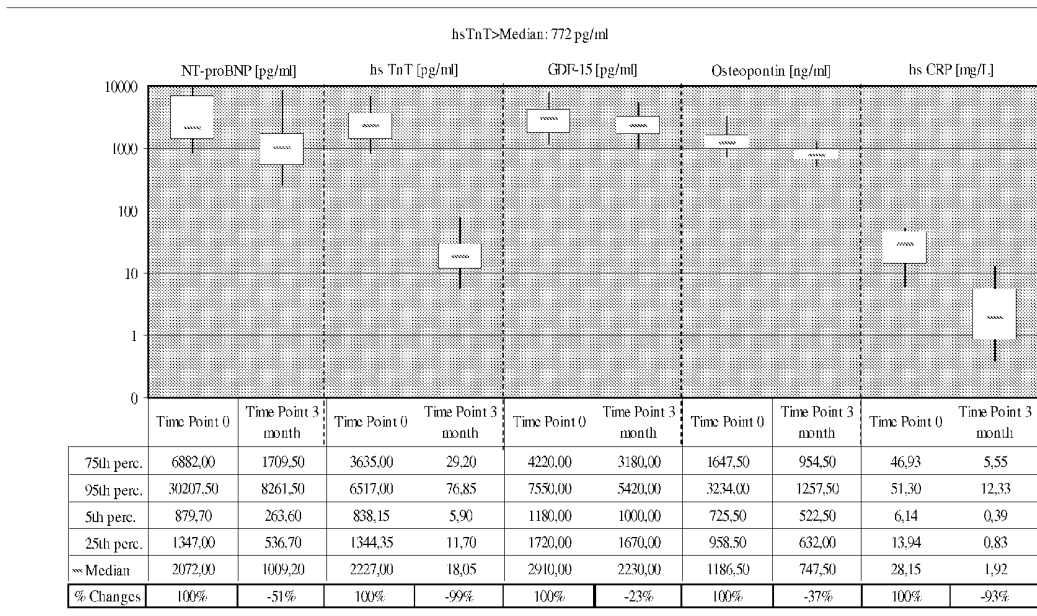 hsTnT>Median: 772 pg/ml
NT-proBNP [pg/ml] hs TnT [pg/ml] GDF-15 [pg/ml] Osteopontin [ng/ml] hs CRP [mg/L]
10000
1000
100
10
1
0
Time Point 0 Time Point 3 month Time Point 0 Time Point 3 month Time Point 0 Time Point 3 month Time Point 0 Time Point 3 month Time Point 0 Time Point 3 month
75th perc. 6882,00 1709,50 3635,00 29,20 4220,00 3180,00 1647,50 954,50 46,93 5,55
95th perc. 30207,50 8261,50 6517,00 76,85 7550,00 5420,00 3234,00 1257,50 51,30 12,33
5th perc. 879,70 263,60 838,15 5,90 1180,00 1000,00 725,50 522,50 6,14 0,39
25th perc. 1347,00 536,70 1344,35 11,70 1720,00 1670,00 958,50 632,00 13,94 0,83
Median 2072,00 1009,20 2227,00 18,05 2910,00 2230,00 1186,50 747,50 28,15 1,92
% Changes 100% -51% 100% -99% 100% -23% 100% -37% 100% -93%